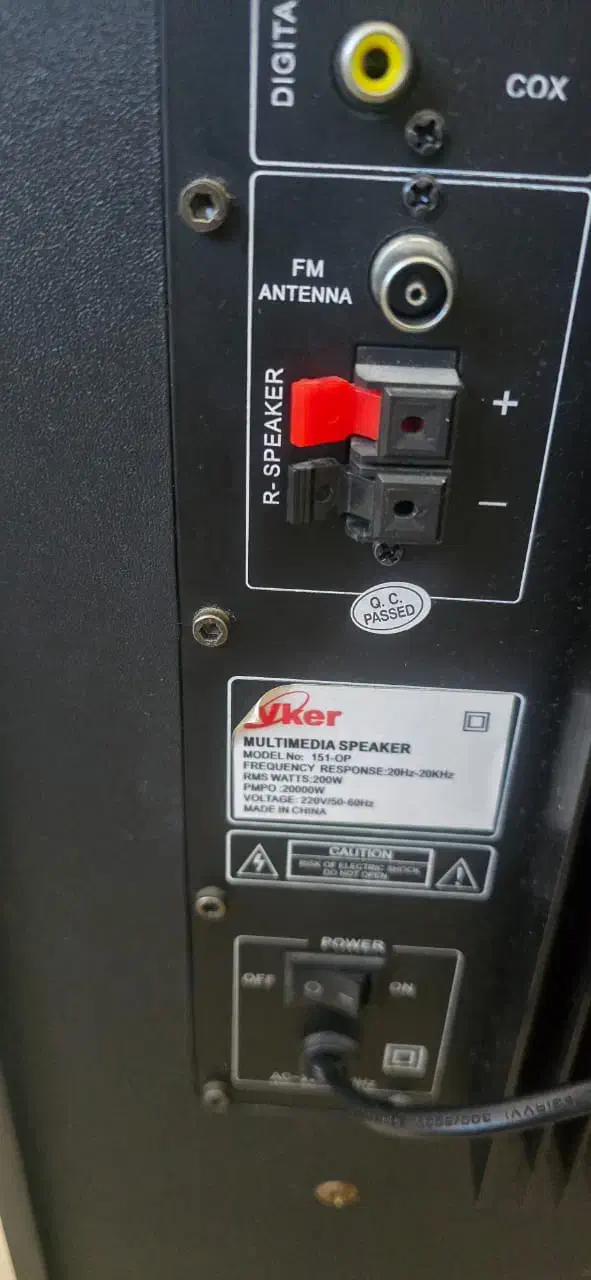 DIGITA
COX
FM
ANTENNA
R- SPEAKER
+
−
Q. C.
PASSED
yker
MULTIMEDIA SPEAKER
MODEL No: 151-OP
FREQUENCY RESPONSE:20Hz-20KHz
RMS WATTS:200W
PMPO :20000W
VOLTAGE: 220V/50-60Hz
MADE IN CHINA
CAUTION
RISK OF ELECTRIC SHOCK
DO NOT OPEN
POWER
OFF
ON